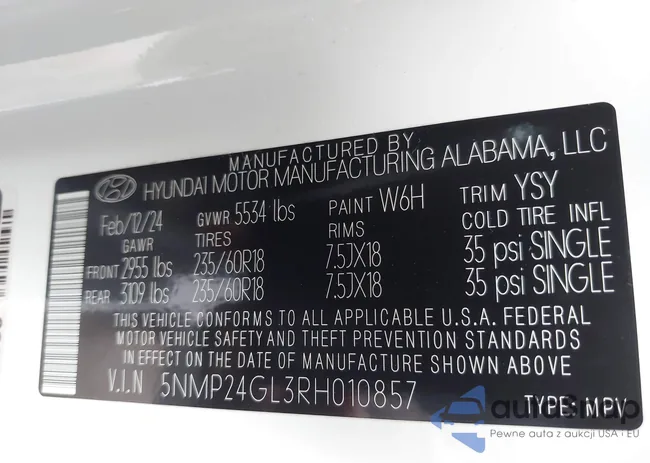 MANUFACTURED BY
HYUNDAI MOTOR MANUFACTURING ALABAMA, LLC
Feb/12/24 GVWR 5534 lbs PAINT W6H TRIM YSY
GAWR TIRES RIMS COLD TIRE INFL
FRONT 2955 lbs 235/60R18 7.5JX18 35 psi SINGLE
REAR 3109 lbs 235/60R18 7.5JX18 35 psi SINGLE
THIS VEHICLE CONFORMS TO ALL APPLICABLE U.S.A. FEDERAL
MOTOR VEHICLE SAFETY AND THEFT PREVENTION STANDARDS
IN EFFECT ON THE DATE OF MANUFACTURE SHOWN ABOVE
V.I.N 5NMP24GL3RH010857 TYPE: MPV
Pewne auta z aukcji USA i EU